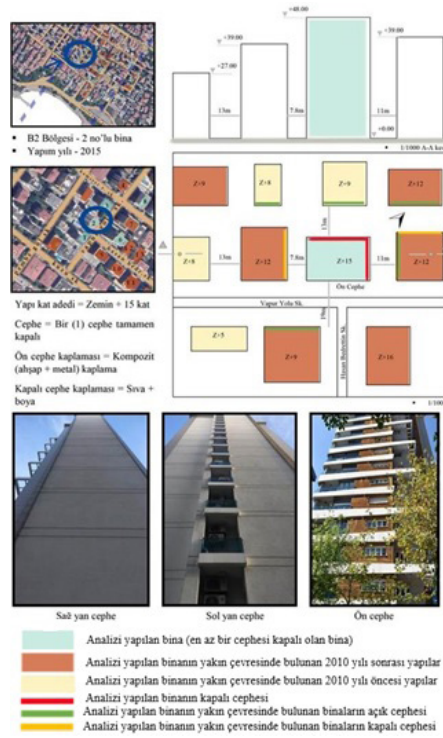 +48.00
+39.00
+39.00
+27.00
13m
7.8m
11m
±0.00
• B2 Bölgesi - 2 no'lu bina
• Yapım yılı - 2015
1/1000 A-A
Z+9
Z+8
Z+9
Z+12
13m
Z+8
13m
Z+12
7.8m
Z+15
11m
Z+12
Ön Cephe
Yapı kat adedi = Zemin + 15 kat
Cephe = Bir (1) cephe tamamen
kapalı
Ön cephe kaplaması = Kompozit
(ahşap + metal) kaplama
Kapalı cephe kaplaması = Sıva +
boya
Vapur Yolu Sk.
Z+5
Z+9
Z+16
Sağ yan cephe
Sol yan cephe
Ön cephe
Analizi yapılan bina (en az bir cephesi kapalı olan bina)
Analizi yapılan binanın yakın çevresinde bulunan 2010 yılı sonrası yapılar
Analizi yapılan binanın yakın çevresinde bulunan 2010 yılı öncesi yapılar
Analizi yapılan binanın kapalı cephesi
Analizi yapılan binanın yakın çevresinde bulunan binaların açık cephesi
Analizi yapılan binanın yakın çevresinde bulunan binaların kapalı cephesi